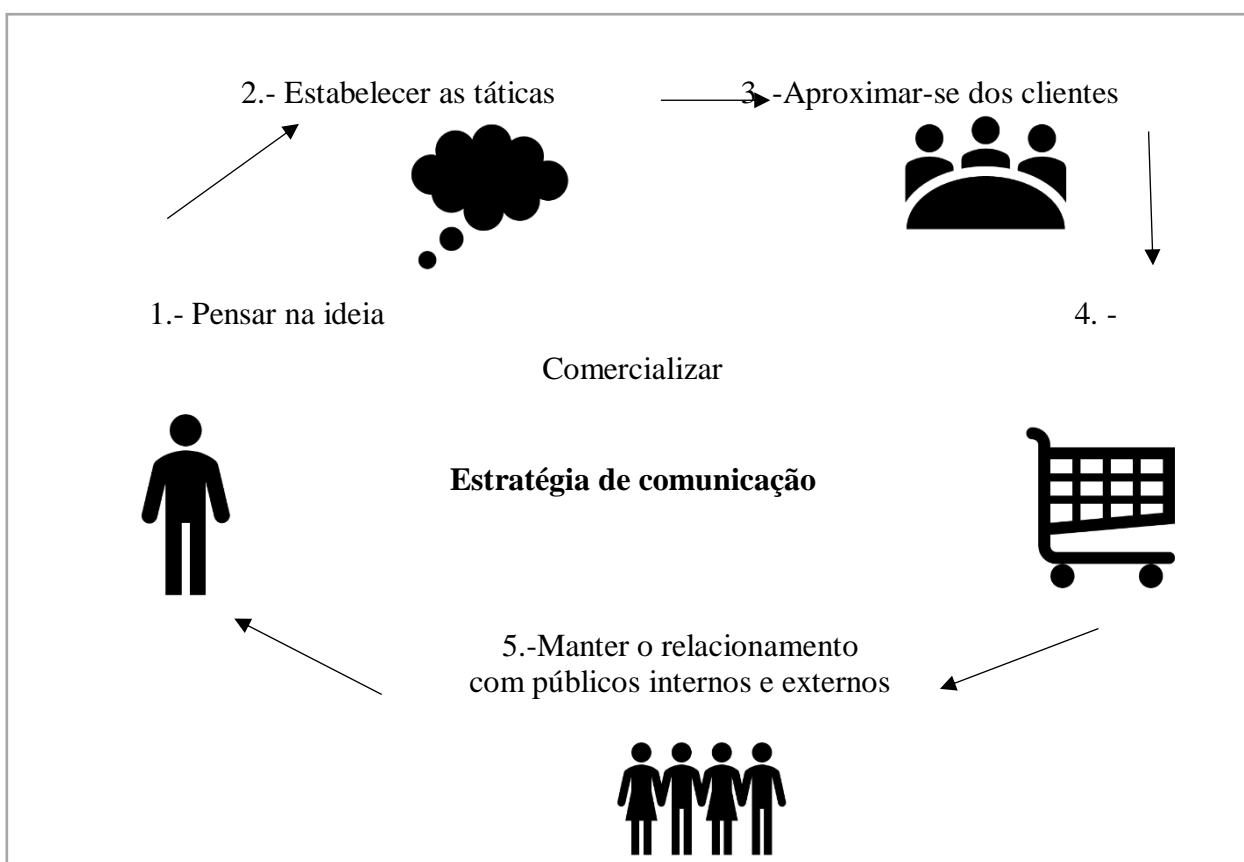 2.- Estabelecer as táticas
3. -Aproximar-se dos clientes
1.- Pensar na ideia
4. -
Comercializar
Estratégia de comunicação
5.-Manter o relacionamento
com públicos internos e externos